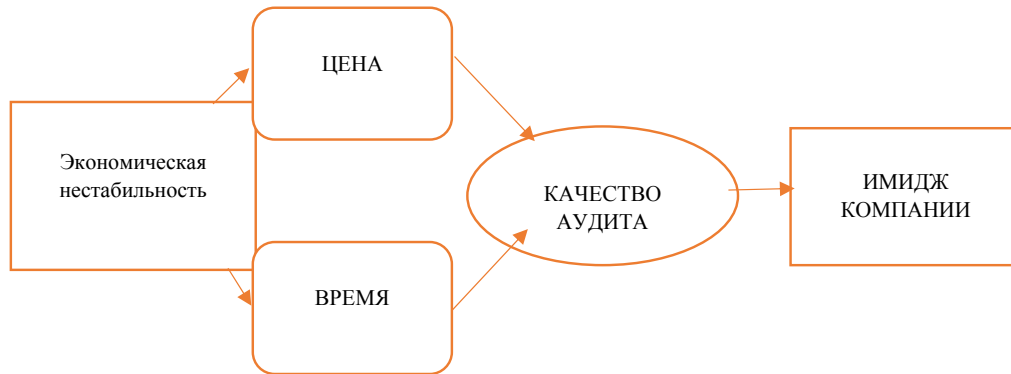 ЦЕНА
Экономическая
нестабильность
КАЧЕСТВО
АУДИТА
ИМИДЖ
КОМПАНИИ
ВРЕМЯ